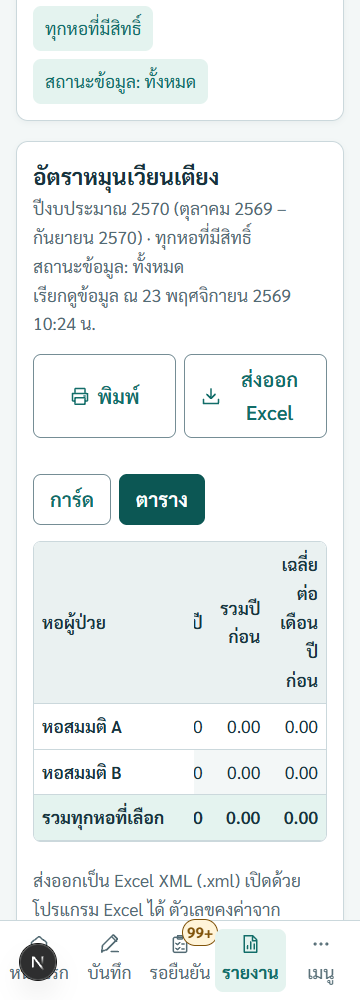 ทุกหอที่มีสิทธิ์
สถานะข้อมูล: ทั้งหมด
อัตราหมุนเวียนเตียง
ปีงบประมาณ 2570 (ตุลาคม 2569 –
กันยายน 2570) · ทุกหอที่มีสิทธิ์
สถานะข้อมูล: ทั้งหมด
เรียกดูข้อมูล ณ 23 พฤศจิกายน 2569
10:24 น.
พิมพ์
ส่งออก
Excel
การ์ด
ตาราง
หอผู้ป่วย
ปี
รวมปี
ก่อน
เฉลี่ย
ต่อ
เดือน
ปี
ก่อน
หอสมมติ A 0 0.00 0.00
หอสมมติ B 0 0.00 0.00
รวมทุกหอที่เลือก 0 0.00 0.00
ส่งออกเป็น Excel XML (.xml) เปิดด้วย
โปรแกรม Excel ได้ ตัวเลขคงค่าจาก
99+
N
บันทึก
รอยืนยัน
รายงาน
เมนู